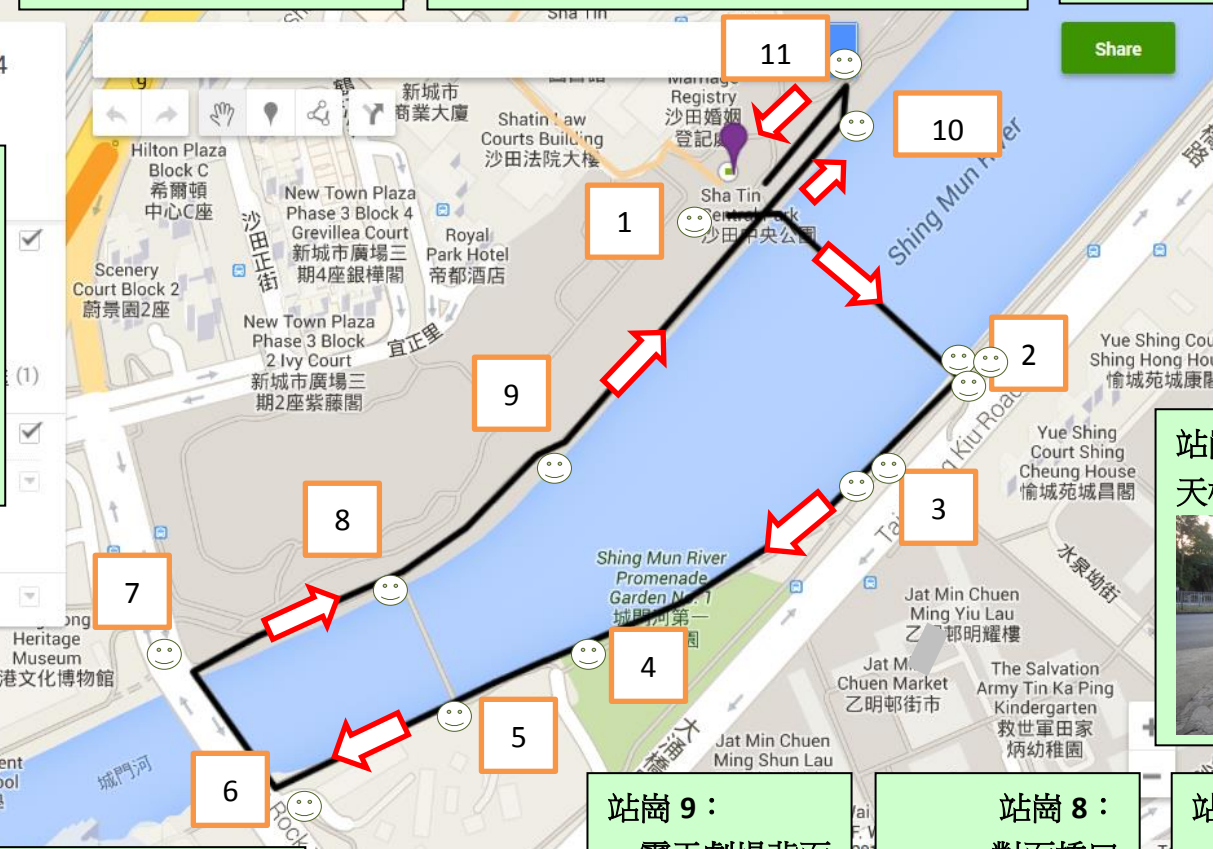 Sha Tin
4
11
Share
9
新城市
商業大廈
Marriage
Registry
沙田婚姻
Shatin Law
Courts Building
沙田法院大樓
10
Hilton Plaza
Block C
希爾頓
中心C座
New Town Plaza
Phase 3 Block 4
Grevillea Court
新城市廣場三
期4座銀樺閣
沙田正街
Royal
Park Hotel
帝都酒店
1
Sha Tin
Central Park
沙田中央公園
Shing Mun River
Scenery
Court Block 2
蔚景園2座
New Town Plaza
Phase 3 Block
2 Ivy Court
新城市廣場三
期2座紫藤閣
宜正里
(1)
2
Yue Shing
Shing Hong
愉城苑城康閣
9
Kiu Road
Yue Shing
Court Shing
Cheung House
愉城苑城昌閣
天
8
3
水泉坳街
7
Shing Mun River
Promenade
Garden No. 1
城門河第一
園
Jat Min Chuen
Ming Yiu Lau
乙明邨明耀樓
Heritage
Museum
港文化博物館
4
Jat Min
Chuen Market
乙明邨街市
The Salvation
Army Tin Ka Ping
Kindergarten
救世軍田家
炳幼稚園
5
大涌橋
Jat Min Chuen
Ming Shun Lau
城門河
6
站崗 9：
站崗 8：
站